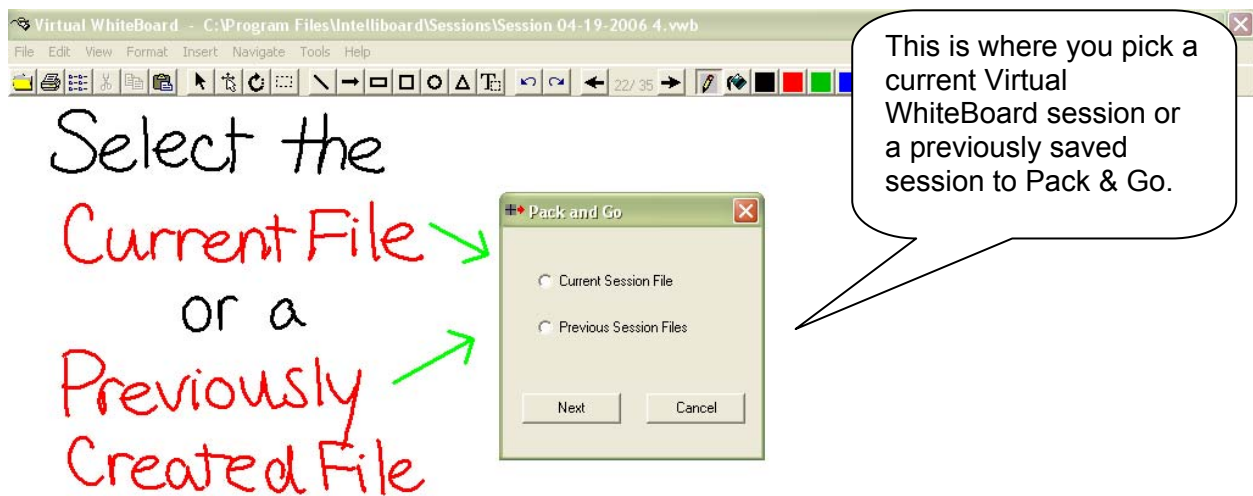 Virtual WhiteBoard - C:\Program Files\Intelliboard\Sessions\Session 04-19-2006 4.vwb
File Edit View Format Insert Navigate Tools Help
22/ 35
This is where you pick a
current Virtual
WhiteBoard session or
a previously saved
session to Pack & Go.
Select the
Current File
or a
Previously
Created File
Pack and Go
Current Session File
Previous Session Files
Next Cancel